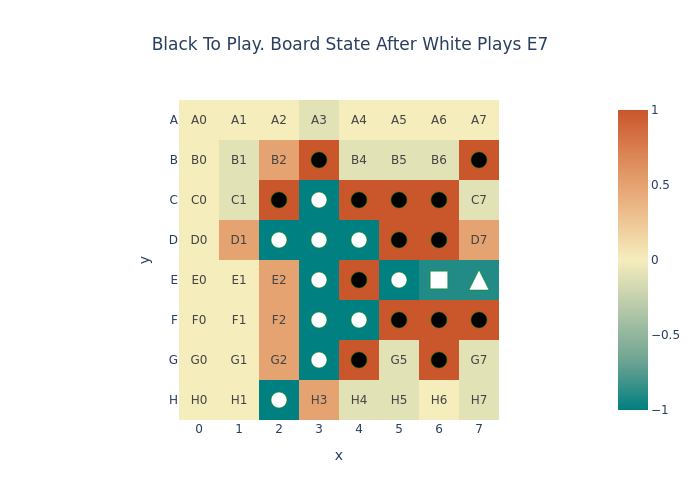 Black To Play. Board State After White Plays E7
A A0 A1 A2 A3 A4 A5 A6 A7 1
B B0 B1 B2 B4 B5 B6
C C0 C1 C7 0.5
D D0 D1 D7
y E E0 E1 E2 0
F F0 F1 F2
G G0 G1 G2 G5 G7 −0.5
H H0 H1 H3 H4 H5 H6 H7 −1
0 1 2 3 4 5 6 7
x